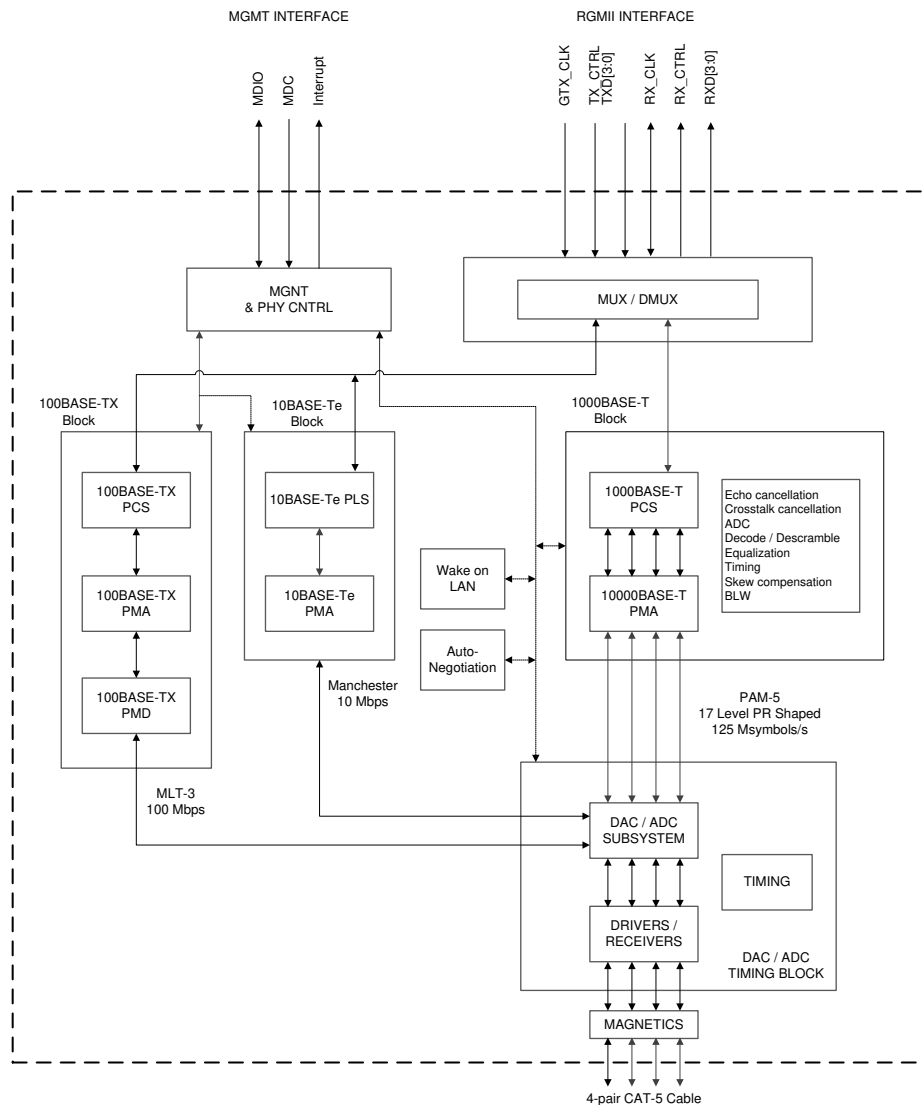 MGMT INTERFACE
RGMII INTERFACE
MDIO
MDC
Interrupt
GTX_CLK
TX_CTRL
TXD[3:0]
RX_CLK
RX_CTRL
RXD[3:0]
MGNT
& PHY CNTRL
MUX / DMUX
100BASE-TX
Block
10BASE-Te
Block
1000BASE-T
Block
100BASE-TX
PCS
10BASE-Te PLS
1000BASE-T
PCS
Echo cancellation
Crosstalk cancellation
ADC
Decode / Descramble
Equalization
Timing
Skew compensation
BLW
Wake on
LAN
100BASE-TX
PMA
10BASE-Te
PMA
10000BASE-T
PMA
Auto-
Negotiation
100BASE-TX
PMD
Manchester
10 Mbps
PAM-5
17 Level PR Shaped
125 Msymbols/s
MLT-3
100 Mbps
DAC / ADC
SUBSYSTEM
TIMING
DRIVERS /
RECEIVERS
DAC / ADC
TIMING BLOCK
MAGNETICS
4-pair CAT-5 Cable